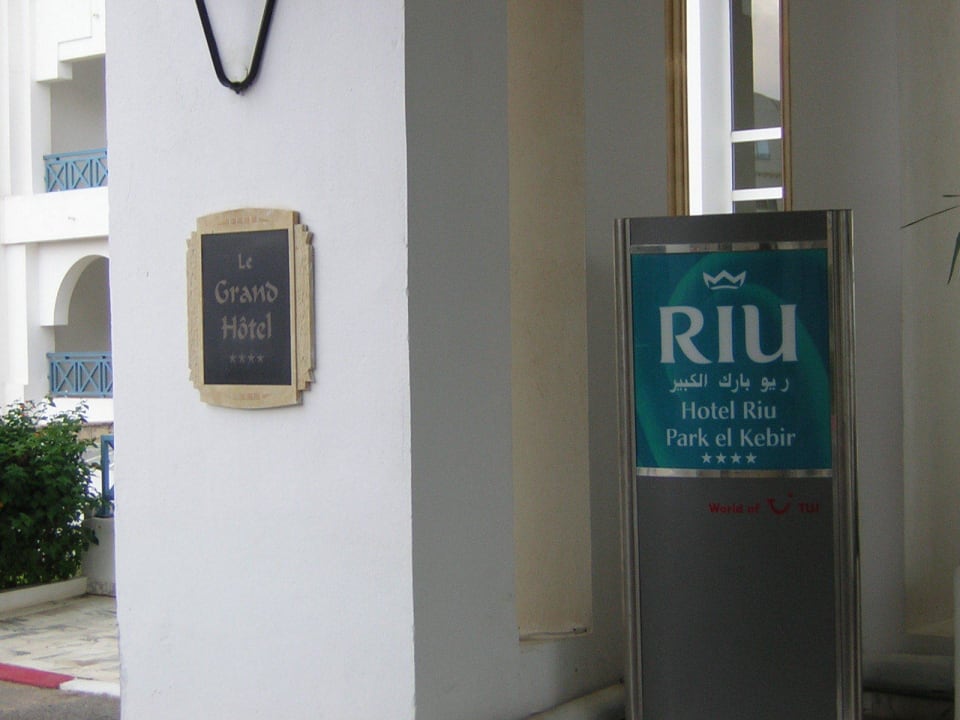 Le
Grand
Hôtel
RIU
ريو بارك الكبير
Hotel Riu
Park el Kebir
World of TUI